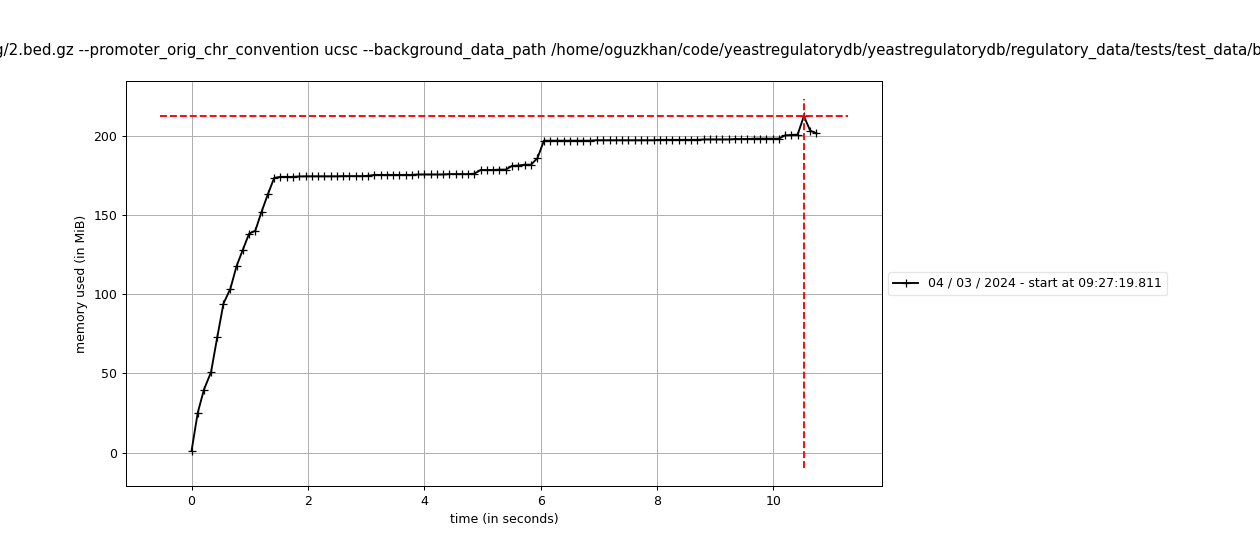 g/2.bed.gz --promoter_orig_chr_convention ucsc --background_data_path /home/oguzkhan/code/yeastregulatorydb/yeastregulatorydb/regulatory_data/tests/test_data/b
200
150
100
50
0
memory used (in MiB)
0 2 4 6 8 10
time (in seconds)
04 / 03 / 2024 - start at 09:27:19.811